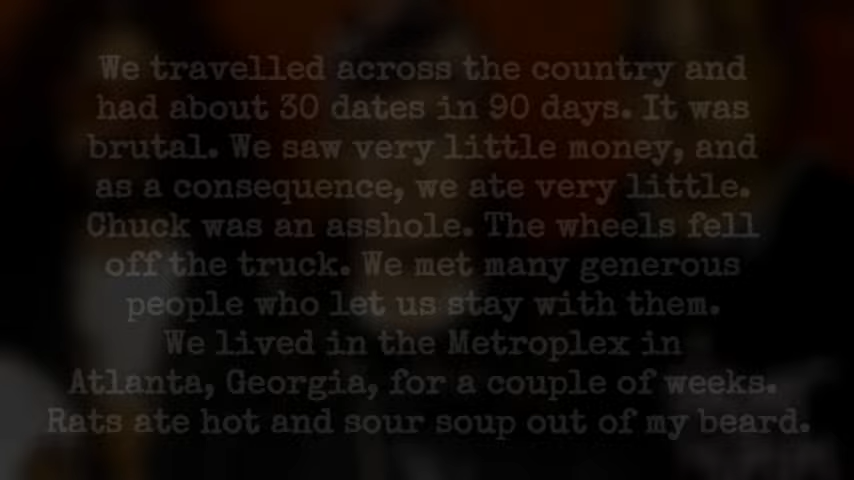 We travelled across the country and
had about 30 dates in 90 days. It was
brutal. We saw very little money, and
as a consequence, we ate very little.
Chuck was an asshole. The wheels fell
off the truck. We met many generous
people who let us stay with them.
We lived in the Metroplex in
Atlanta, Georgia, for a couple of weeks.
Rats ate hot and sour soup out of my beard.